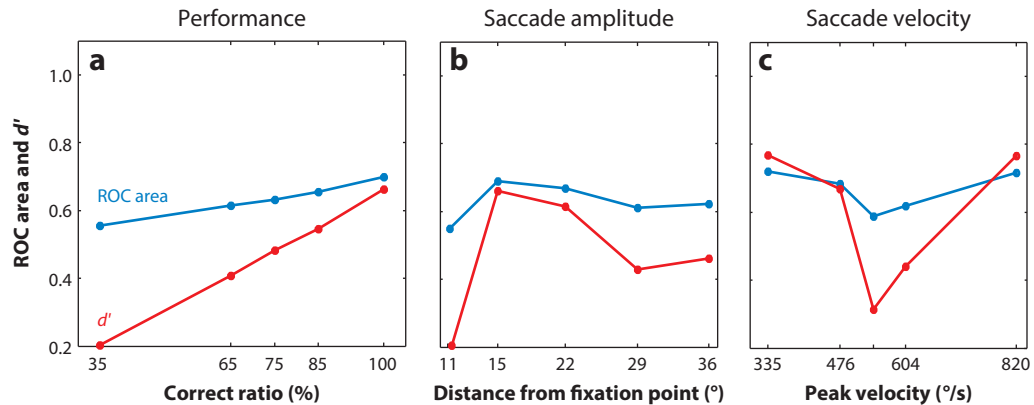 Performance
Saccade amplitude
Saccade velocity
ROC area and d'
1.0
0.8
0.6
0.4
0.2
a
ROC area
d'
35
65
75
85
100
Correct ratio (%)
b
11
15
22
29
36
Distance from fixation point (°)
c
335
476
604
820
Peak velocity (°/s)